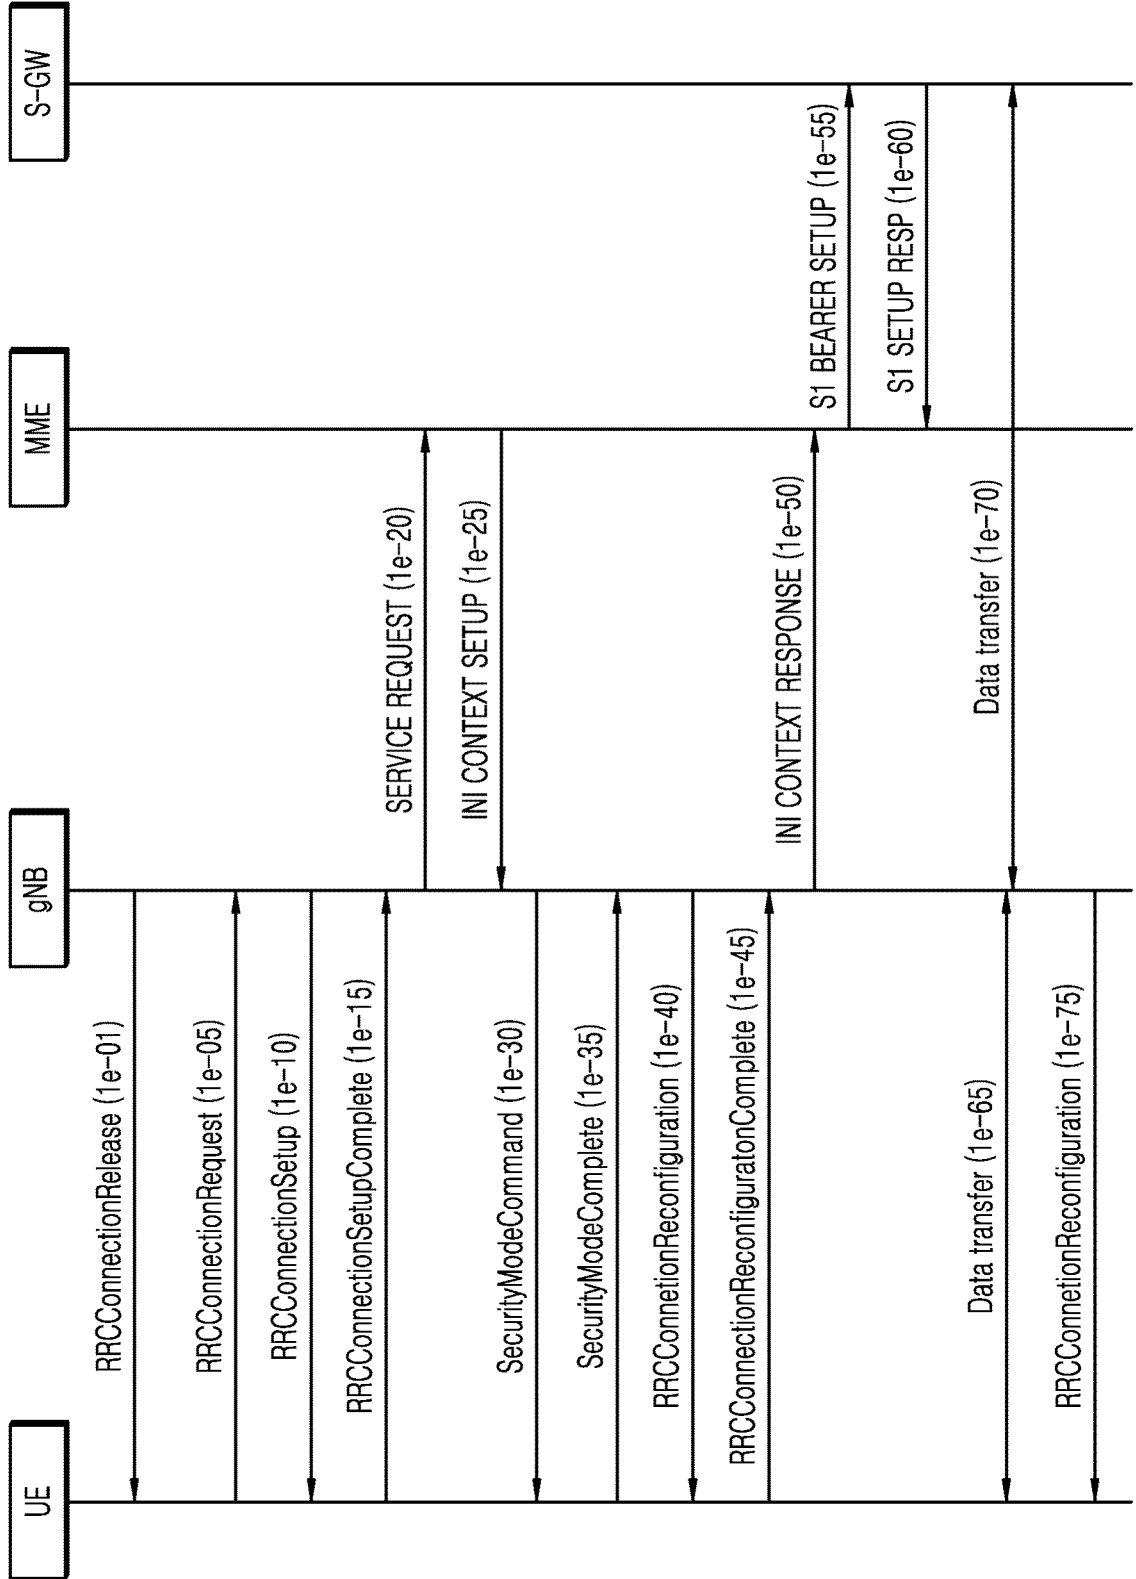 UE
gNB
MME
S-GW
RRCConnectionRelease (1e-01)
RRCConnectionRequest (1e-05)
RRCConnectionSetup (1e-10)
RRCConnectionSetupComplete (1e-15)
SERVICE REQUEST (1e-20)
INI CONTEXT SETUP (1e-25)
SecurityModeCommand (1e-30)
SecurityModeComplete (1e-35)
RRCConnetionReconfiguration (1e-40)
RRCConnectionReconfiguratonComplete (1e-45)
INI CONTEXT RESPONSE (1e-50)
S1 BEARER SETUP (1e-55)
S1 SETUP RESP (1e-60)
Data transfer (1e-65)
Data transfer (1e-70)
RRCConnetionReconfiguration (1e-75)